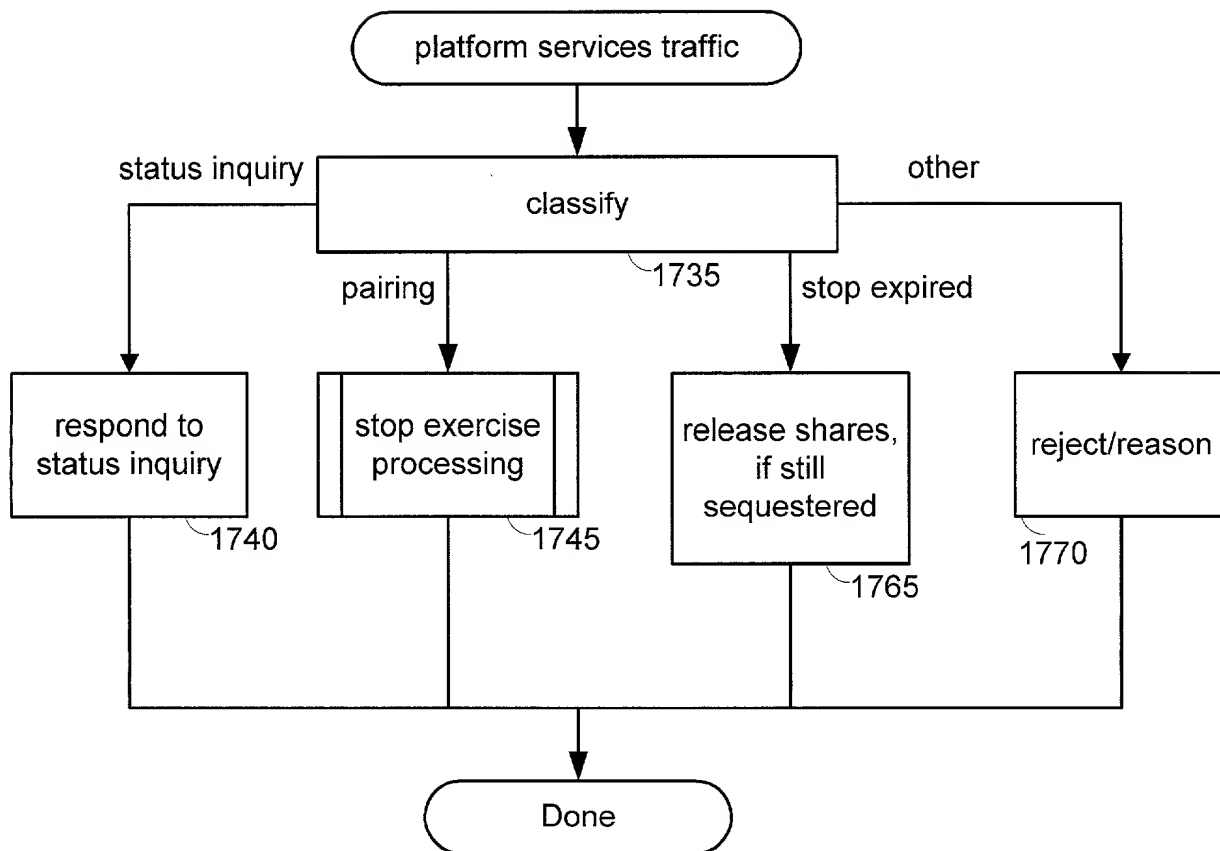 platform services traffic
status inquiry
other
classify
1735
pairing
stop expired
respond to
status inquiry
1740
stop exercise
processing
1745
release shares,
if still
sequestered
1765
reject/reason
1770
Done